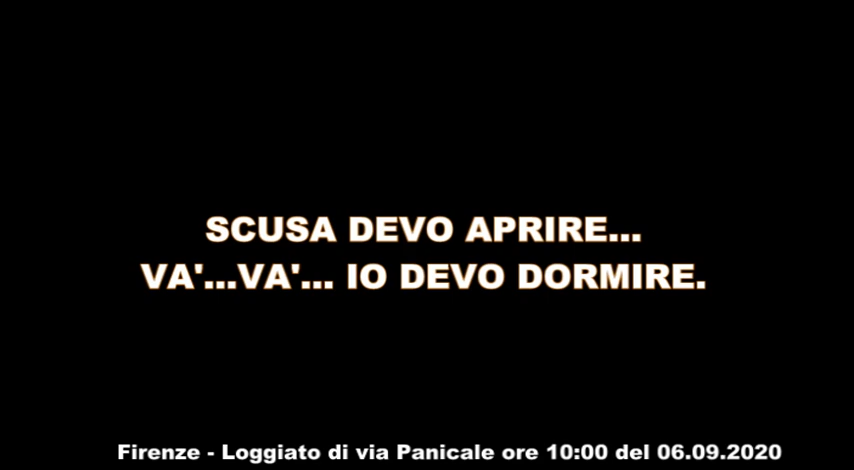 SCUSA DEVO APRIRE...
VA'...VA'... IO DEVO DORMIRE.
Firenze - Loggiato di via Panicale ore 10:00 del 06.09.2020